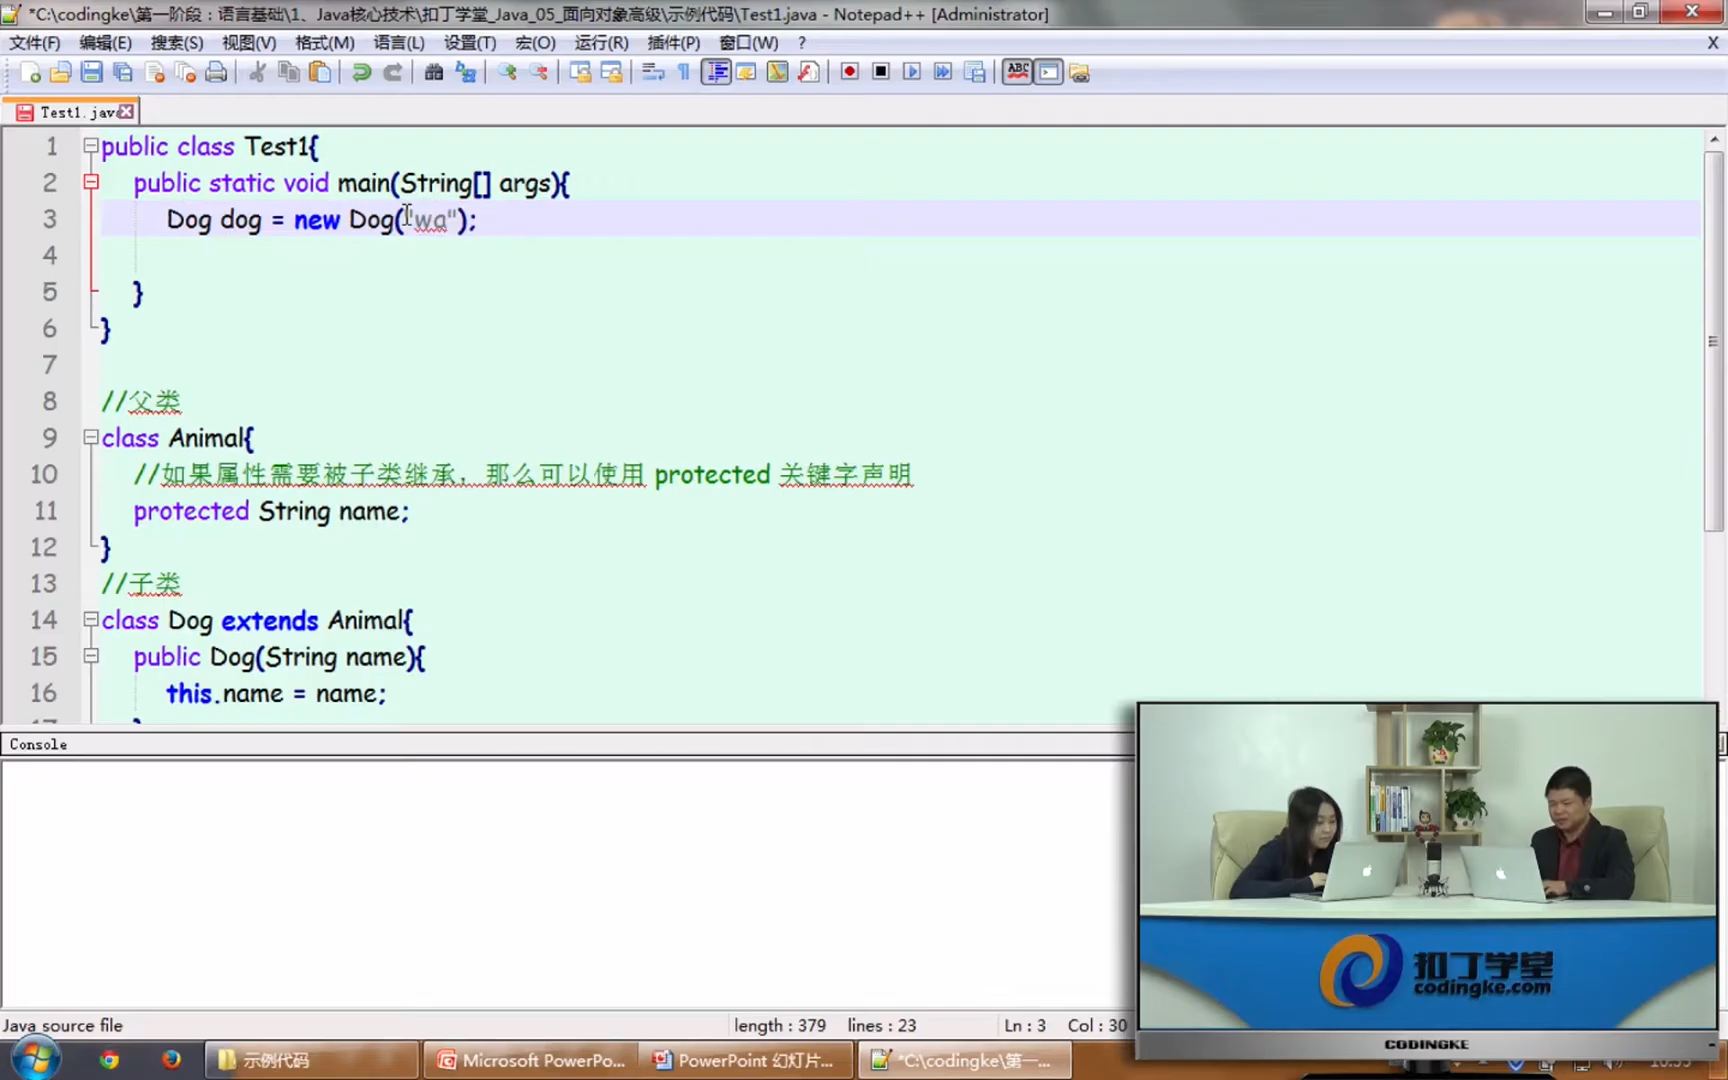 *C:\codingke\第一阶段：语言基础\1、Java核心技术\扣丁学堂_Java_05_面向对象高级\示例代码\Test1.java - Notepad++ [Administrator]
文件(F) 编辑(E) 搜索(S) 视图(V) 格式(M) 语言(L) 设置(T) 宏(O) 运行(R) 插件(P) 窗口(W) ? X
ABC
Test1.java
1 public class Test1{
2 public static void main(String[] args){
3 Dog dog = new Dog("wa");
4
5 }
6 }
7
8 //父类
9 class Animal{
10 //如果属性需要被子类继承，那么可以使用 protected 关键字声明
11 protected String name;
12 }
13 //子类
14 class Dog extends Animal{
15 public Dog(String name){
16 this.name = name;
Console
扣丁学堂
codingke.com
CODINGKE
Java source file length : 379 lines : 23 Ln : 3 Col : 30
示例代码 Microsoft PowerPo... PowerPoint 幻灯片... *C:\codingke\第一...